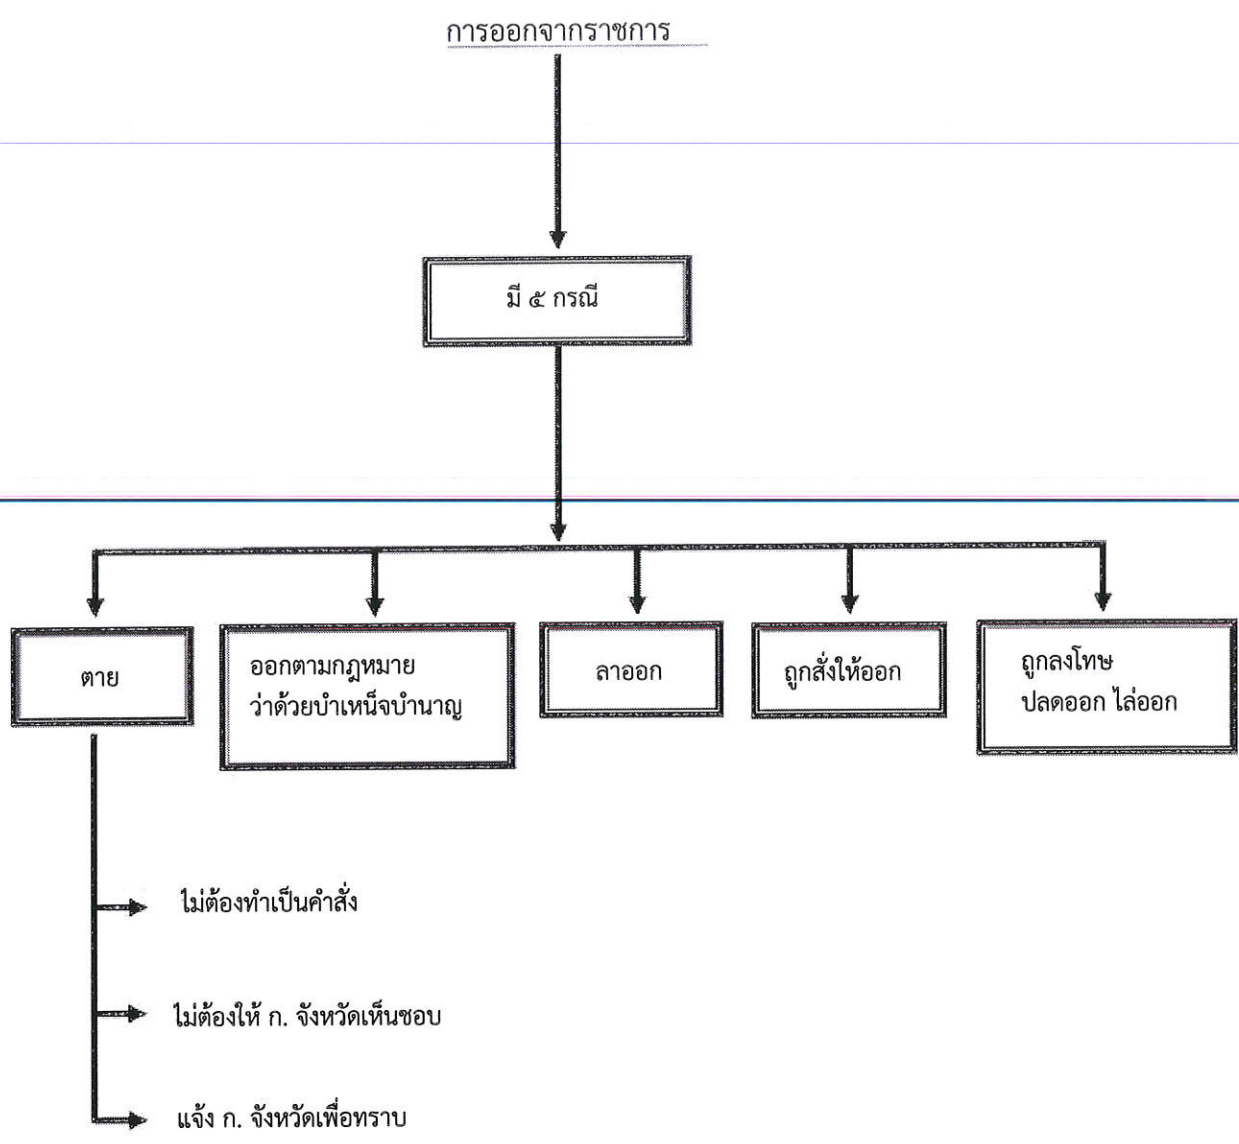 การออกจากราชการ
มี ๕ กรณี
ตาย
ออกตามกฎหมาย
ว่าด้วยบำเหน็จบำนาญ
ลาออก
ถูกสั่งให้ออก
ถูกลงโทษ
ปลดออก ไล่ออก
ไม่ต้องทำเป็นคำสั่ง
ไม่ต้องให้ ก. จังหวัดเห็นชอบ
แจ้ง ก. จังหวัดเพื่อทราบ